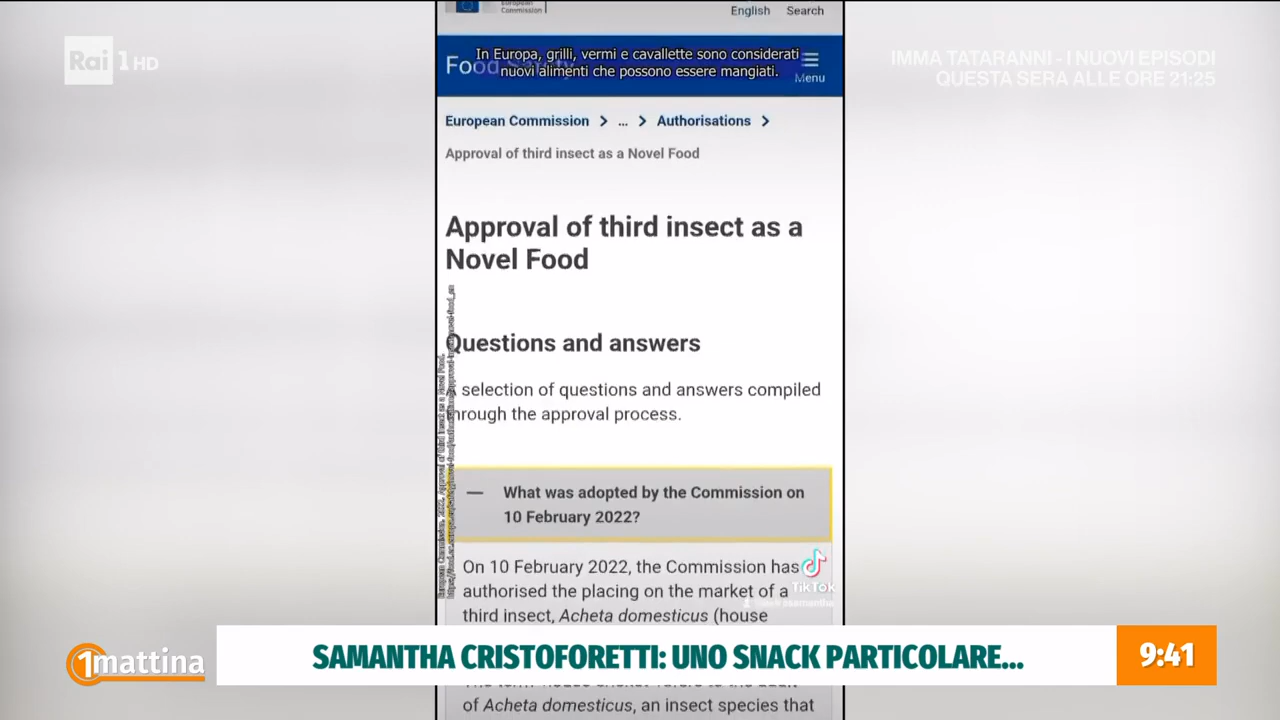 European
Commission
English Search
Rai 1 HD
IMMA TATARANNI - I NUOVI EPISODI
QUESTA SERA ALLE ORE 21:25
In Europa, grilli, vermi e cavallette sono considerati
nuovi alimenti che possono essere mangiati.
Food
Menu
European Commission > ... > Authorisations >
Approval of third insect as a Novel Food
Approval of third insect as a
Novel Food
Questions and answers
selection of questions and answers compiled
through the approval process.
— What was adopted by the Commission on
10 February 2022?
On 10 February 2022, the Commission has
authorised the placing on the market of a
third insect, Acheta domesticus (house
TikTok
1mattina
SAMANTHA CRISTOFORETTI: UNO SNACK PARTICOLARE...
9:41
of Acheta domesticus, an insect species that